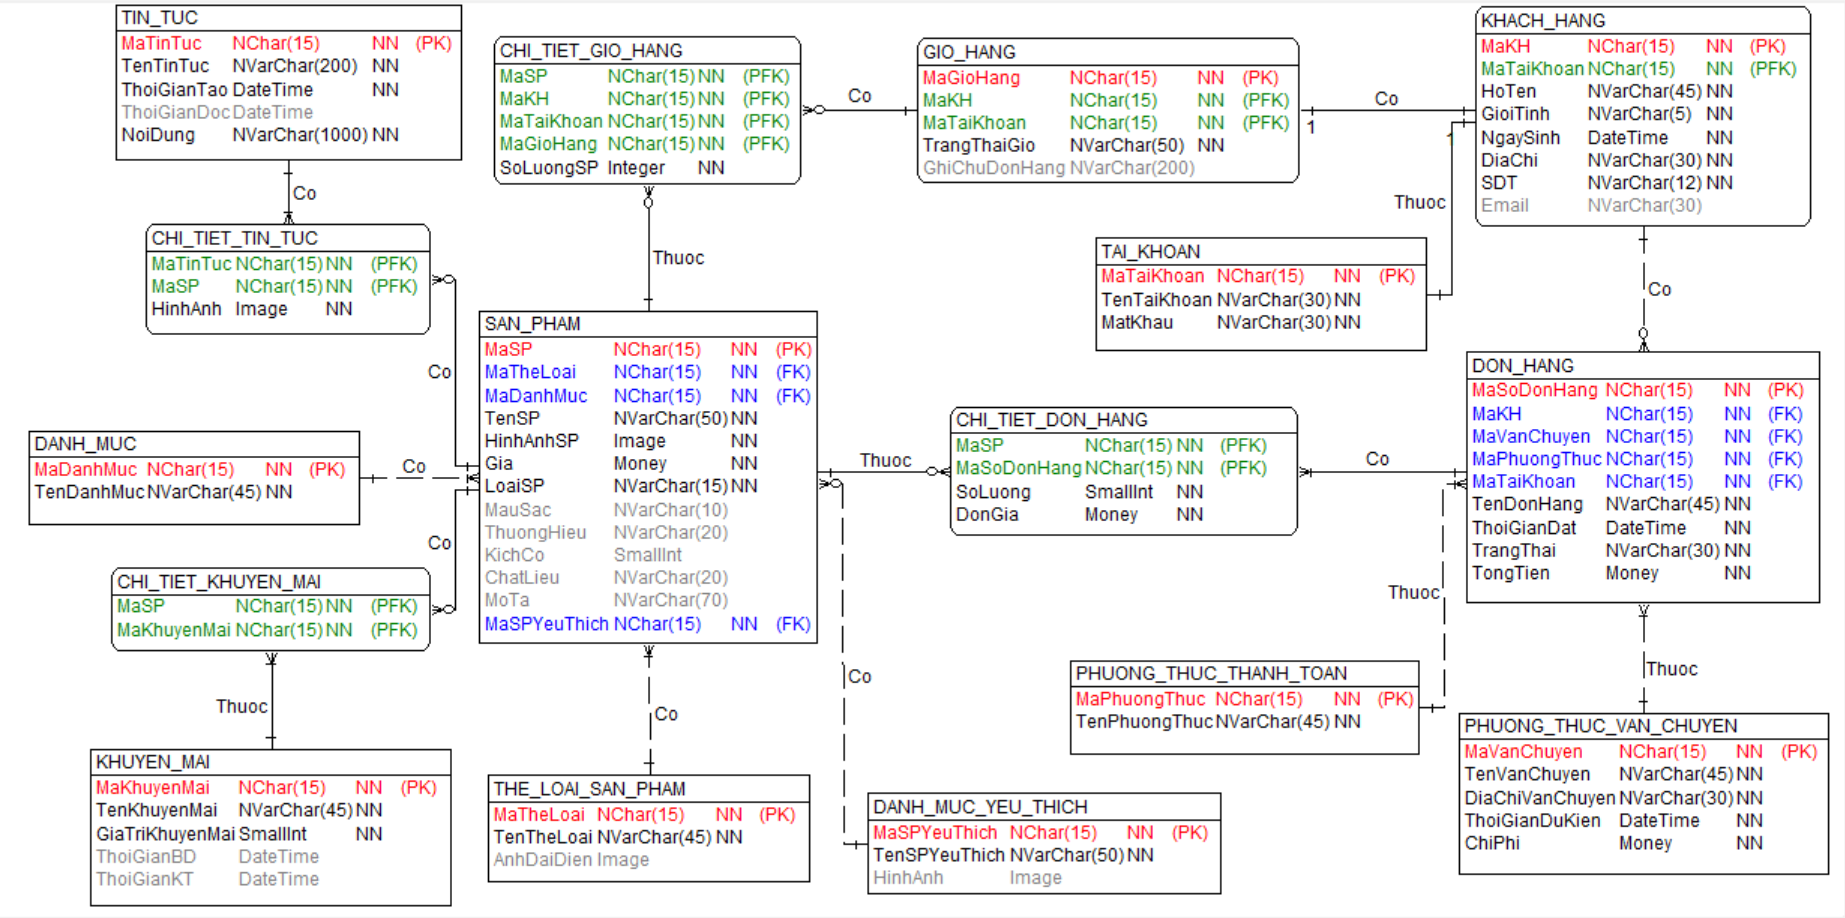 TIN_TUC
MaTinTuc NChar(15) NN (PK)
TenTinTuc NVarChar(200) NN
ThoiGianTao DateTime NN
ThoiGianDoc DateTime
NoiDung NVarChar(1000) NN
Co
CHI_TIET_TIN_TUC
MaTinTuc NChar(15) NN (PFK)
MaSP NChar(15) NN (PFK)
HinhAnh Image NN
Co
DANH_MUC
MaDanhMuc NChar(15) NN (PK)
TenDanhMuc NVarChar(45) NN
Co
Co
CHI_TIET_KHUYEN_MAI
MaSP NChar(15) NN (PFK)
MaKhuyenMai NChar(15) NN (PFK)
Thuoc
KHUYEN_MAI
MaKhuyenMai NChar(15) NN (PK)
TenKhuyenMai NVarChar(45) NN
GiaTriKhuyenMai SmallInt NN
ThoiGianBD DateTime
ThoiGianKT DateTime
CHI_TIET_GIO_HANG
MaSP NChar(15) NN (PFK)
MaKH NChar(15) NN (PFK)
MaTaiKhoan NChar(15) NN (PFK)
MaGioHang NChar(15) NN (PFK)
SoLuongSP Integer NN
Co
Thuoc
SAN_PHAM
MaSP NChar(15) NN (PK)
MaTheLoai NChar(15) NN (FK)
MaDanhMuc NChar(15) NN (FK)
TenSP NVarChar(50) NN
HinhAnhSP Image NN
Gia Money NN
LoaiSP NVarChar(15) NN
MauSac NVarChar(10)
ThuongHieu NVarChar(20)
KichCo SmallInt
ChatLieu NVarChar(20)
MoTa NVarChar(70)
MaSPYeuThich NChar(15) NN (FK)
Co
THE_LOAI_SAN_PHAM
MaTheLoai NChar(15) NN (PK)
TenTheLoai NVarChar(45) NN
AnhDaiDien Image
GIO_HANG
MaGioHang NChar(15) NN (PK)
MaKH NChar(15) NN (PFK)
MaTaiKhoan NChar(15) NN (PFK)
TrangThaiGio NVarChar(50) NN
GhiChuDonHang NVarChar(200)
Co
1
1
Thuoc
TAI_KHOAN
MaTaiKhoan NChar(15) NN (PK)
TenTaiKhoan NVarChar(30) NN
MatKhau NVarChar(30) NN
Thuoc
CHI_TIET_DON_HANG
MaSP NChar(15) NN (PFK)
MaSoDonHang NChar(15) NN (PFK)
SoLuong SmallInt NN
DonGia Money NN
Co
Co
DANH_MUC_YEU_THICH
MaSPYeuThich NChar(15) NN (PK)
TenSPYeuThich NVarChar(50) NN
HinhAnh Image
Thuoc
PHUONG_THUC_THANH_TOAN
MaPhuongThuc NChar(15) NN (PK)
TenPhuongThuc NVarChar(45) NN
KHACH_HANG
MaKH NChar(15) NN (PK)
MaTaiKhoan NChar(15) NN (PFK)
HoTen NVarChar(45) NN
GioiTinh NVarChar(5) NN
NgaySinh DateTime NN
DiaChi NVarChar(30) NN
SDT NVarChar(12) NN
Email NVarChar(30)
Co
DON_HANG
MaSoDonHang NChar(15) NN (PK)
MaKH NChar(15) NN (FK)
MaVanChuyen NChar(15) NN (FK)
MaPhuongThuc NChar(15) NN (FK)
MaTaiKhoan NChar(15) NN (FK)
TenDonHang NVarChar(45) NN
ThoiGianDat DateTime NN
TrangThai NVarChar(30) NN
TongTien Money NN
Thuoc
PHUONG_THUC_VAN_CHUYEN
MaVanChuyen NChar(15) NN (PK)
TenVanChuyen NVarChar(45) NN
DiaChiVanChuyen NVarChar(30) NN
ThoiGianDuKien DateTime NN
ChiPhi Money NN